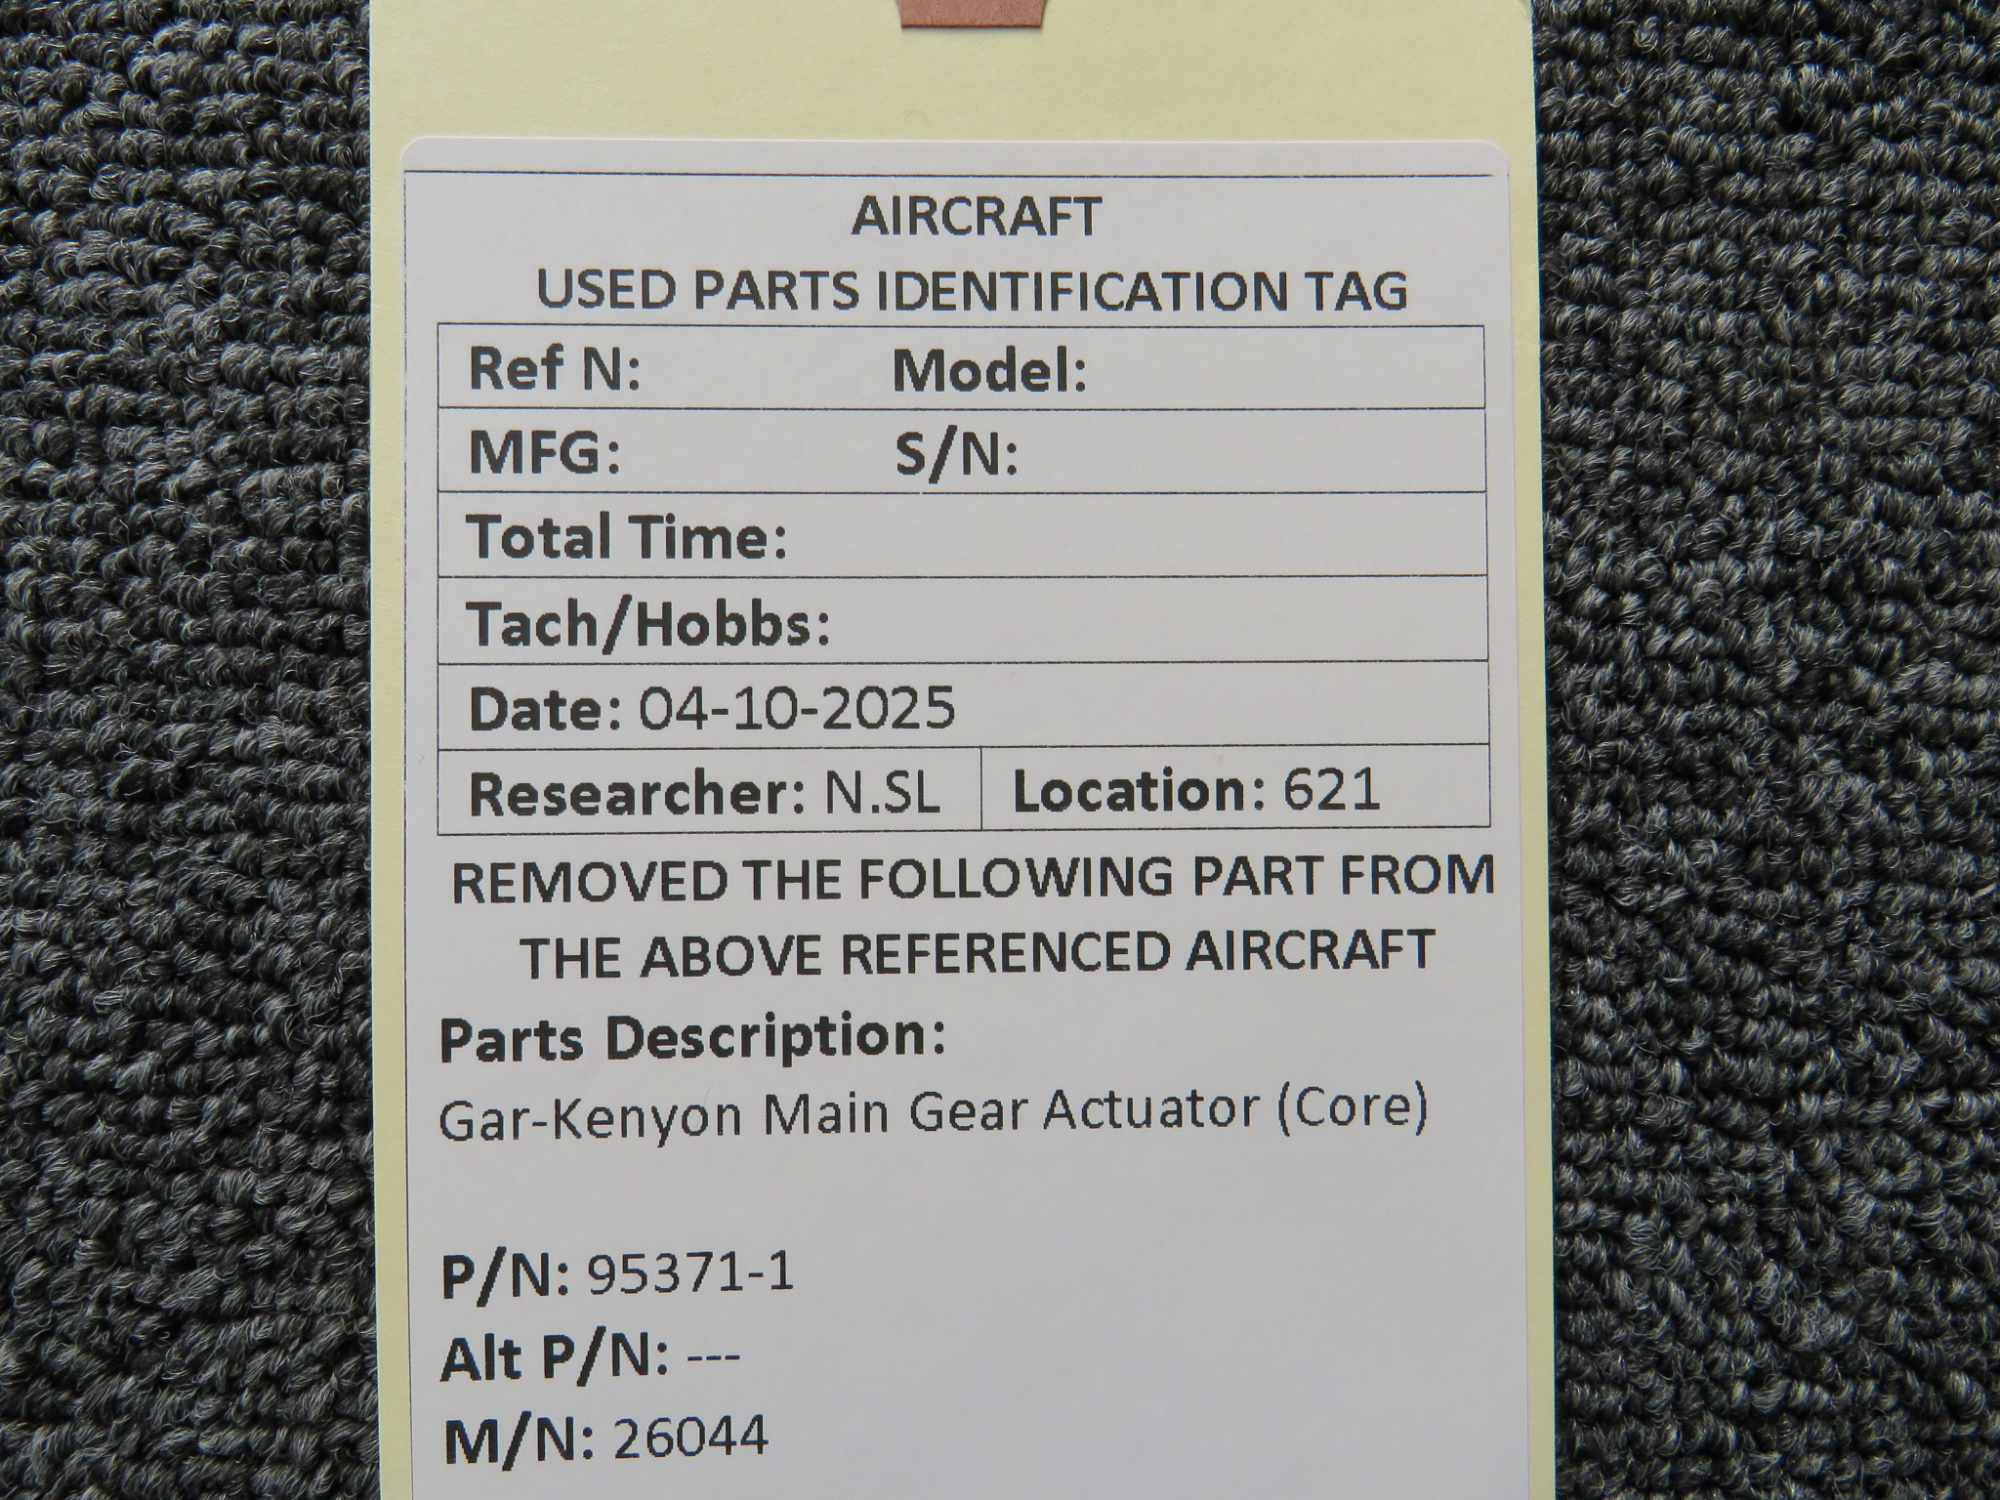 AIRCRAFT
USED PARTS IDENTIFICATION TAG
Ref N: Model:
MFG: S/N:
Total Time:
Tach/Hobbs:
Date: 04-10-2025
Researcher: N.SL Location: 621
REMOVED THE FOLLOWING PART FROM
THE ABOVE REFERENCED AIRCRAFT
Parts Description:
Gar-Kenyon Main Gear Actuator (Core)
P/N: 95371-1
Alt P/N: ---
M/N: 26044